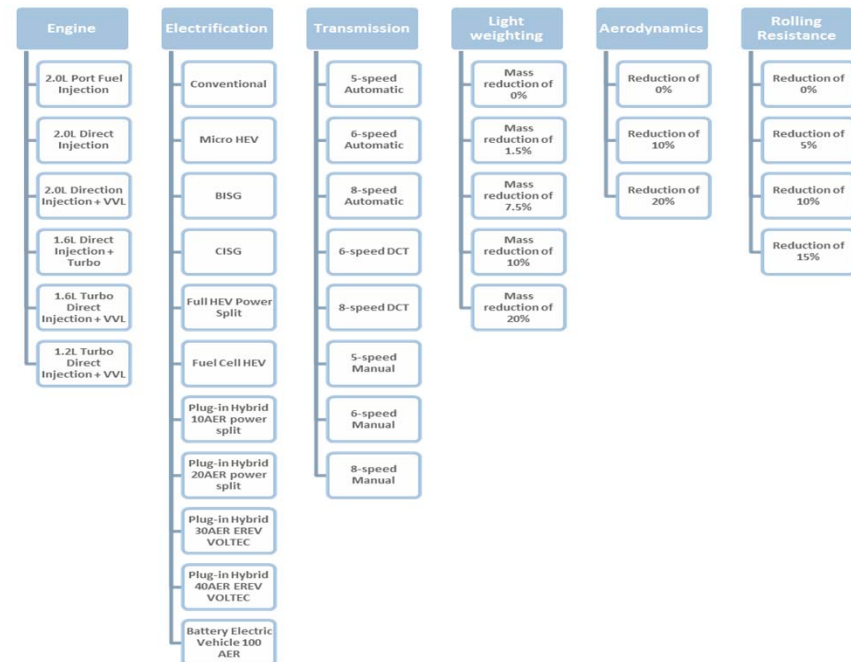 Engine
2.0L Port Fuel
Injection
2.0L Direct
Injection
2.0L Direction
Injection + VVL
1.6L Direct
Injection +
Turbo
1.6L Turbo
Direct
Injection + VVL
1.2L Turbo
Direct
Injection + VVL
Electrification
Conventional
Micro HEV
BISG
CISG
Full HEV Power
Split
Fuel Cell HEV
Plug-in Hybrid
10AER power
split
Plug-in Hybrid
20AER power
split
Plug-in Hybrid
30AER EREV
VOLTEC
Plug-in Hybrid
40AER EREV
VOLTEC
Battery Electric
Vehicle 100
AER
Transmission
5-speed
Automatic
6-speed
Automatic
8-speed
Automatic
6-speed DCT
8-speed DCT
5-speed
Manual
6-speed
Manual
8-speed
Manual
Light
weighting
Mass
reduction of
0%
Mass
reduction of
1.5%
Mass
reduction of
7.5%
Mass
reduction of
10%
Mass
reduction of
20%
Aerodynamics
Reduction of
0%
Reduction of
10%
Reduction of
20%
Rolling
Resistance
Reduction of
0%
Reduction of
5%
Reduction of
10%
Reduction of
15%